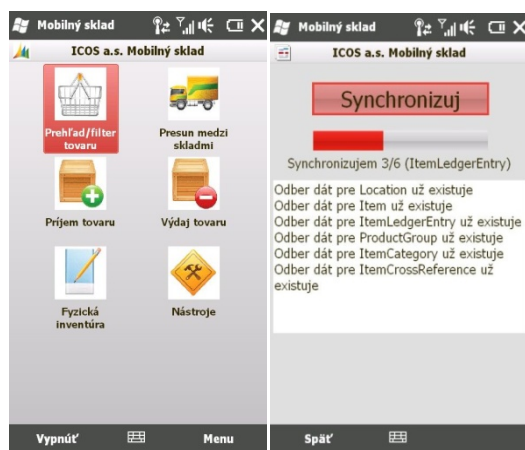 Mobilný sklad
ICOS a.s. Mobilný sklad
Prehľad/filter
tovaru
Presun medzi
skladmi
Príjem tovaru
Výdaj tovaru
Fyzická
inventúra
Nástroje
Vypnúť
Menu
Mobilný sklad
ICOS a.s. Mobilný sklad
Synchronizuj
Synchronizujem 3/6 (ItemLedgerEntry)
Odber dát pre Location už existuje
Odber dát pre Item už existuje
Odber dát pre ItemLedgerEntry už existuje
Odber dát pre ProductGroup už existuje
Odber dát pre ItemCategory už existuje
Odber dát pre ItemCrossReference už
existuje
Späť